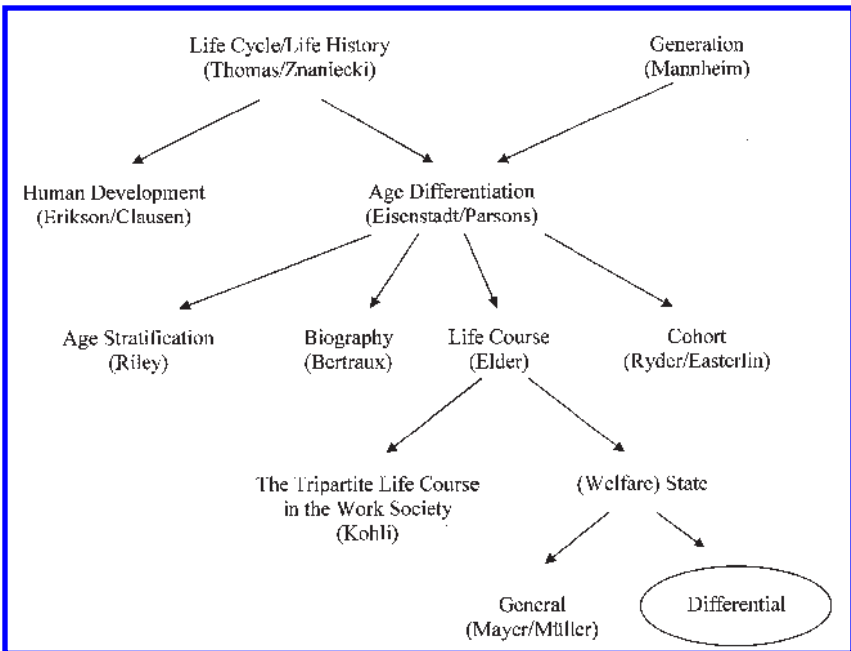 Life Cycle/Life History
(Thomas/Znaniecki)
Generation
(Mannheim)
Human Development
(Erikson/Clausen)
Age Differentiation
(Eisenstadt/Parsons)
Age Stratification
(Riley)
Biography
(Bertraux)
Life Course
(Elder)
Cohort
(Ryder/Easterlin)
The Tripartite Life Course
in the Work Society
(Kohli)
(Welfare) State
General
(Mayer/Müller)
Differential